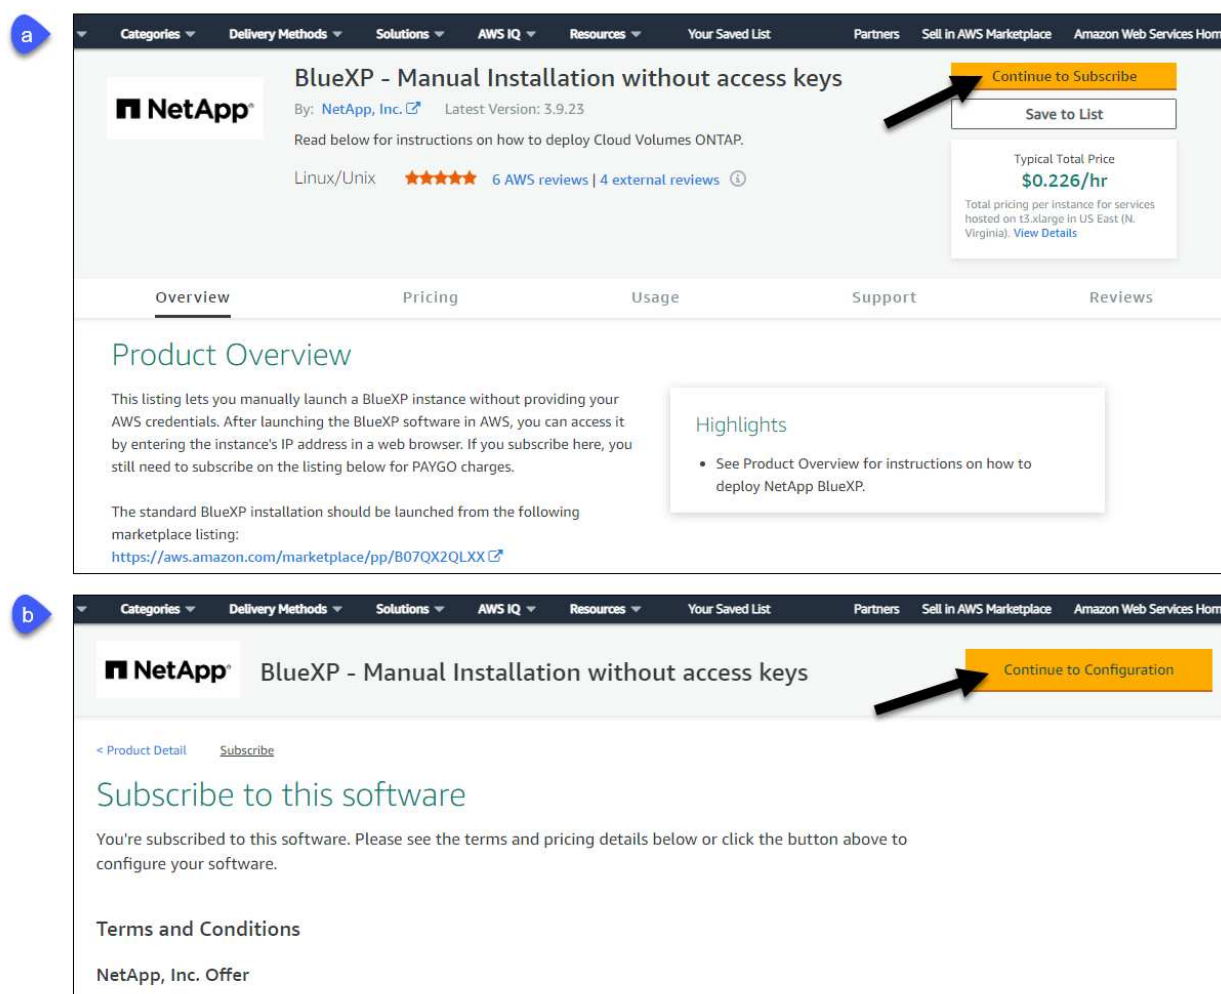 a
Categories Delivery Methods Solutions AWS IQ Resources Your Saved List Partners Sell in AWS Marketplace Amazon Web Services Hom
NetApp
BlueXP - Manual Installation without access keys
By: NetApp, Inc. Latest Version: 3.9.23
Read below for instructions on how to deploy Cloud Volumes ONTAP.
Linux/Unix 6 AWS reviews | 4 external reviews
Continue to Subscribe
Save to List
Typical Total Price
$0.226/hr
Total pricing per instance for services
hosted on t3.xlarge in US East (N.
Virginia). View Details
Overview Pricing Usage Support Reviews
Product Overview
This listing lets you manually launch a BlueXP instance without providing your
AWS credentials. After launching the BlueXP software in AWS, you can access it
by entering the instance's IP address in a web browser. If you subscribe here, you
still need to subscribe on the listing below for PAYGO charges.
The standard BlueXP installation should be launched from the following
marketplace listing:
https://aws.amazon.com/marketplace/pp/B07QX2QLXX
Highlights
• See Product Overview for instructions on how to
deploy NetApp BlueXP.
b
Categories Delivery Methods Solutions AWS IQ Resources Your Saved List Partners Sell in AWS Marketplace Amazon Web Services Hom
NetApp
BlueXP - Manual Installation without access keys
Continue to Configuration
< Product Detail Subscribe
Subscribe to this software
You're subscribed to this software. Please see the terms and pricing details below or click the button above to
configure your software.
Terms and Conditions
NetApp, Inc. Offer